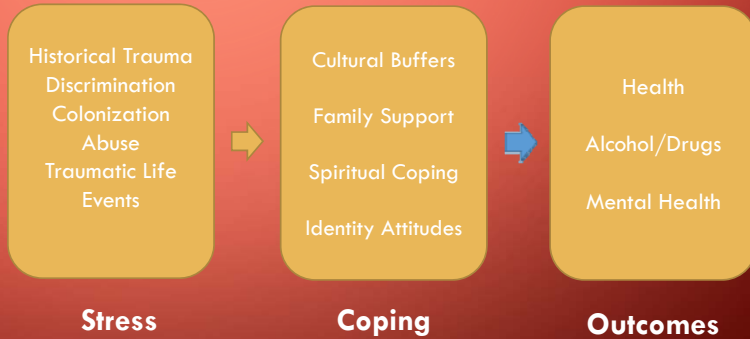 Historical Trauma
Discrimination
Colonization
Abuse
Traumatic Life
Events
Stress
Cultural Buffers
Family Support
Spiritual Coping
Identity Attitudes
Coping
Health
Alcohol/Drugs
Mental Health
Outcomes